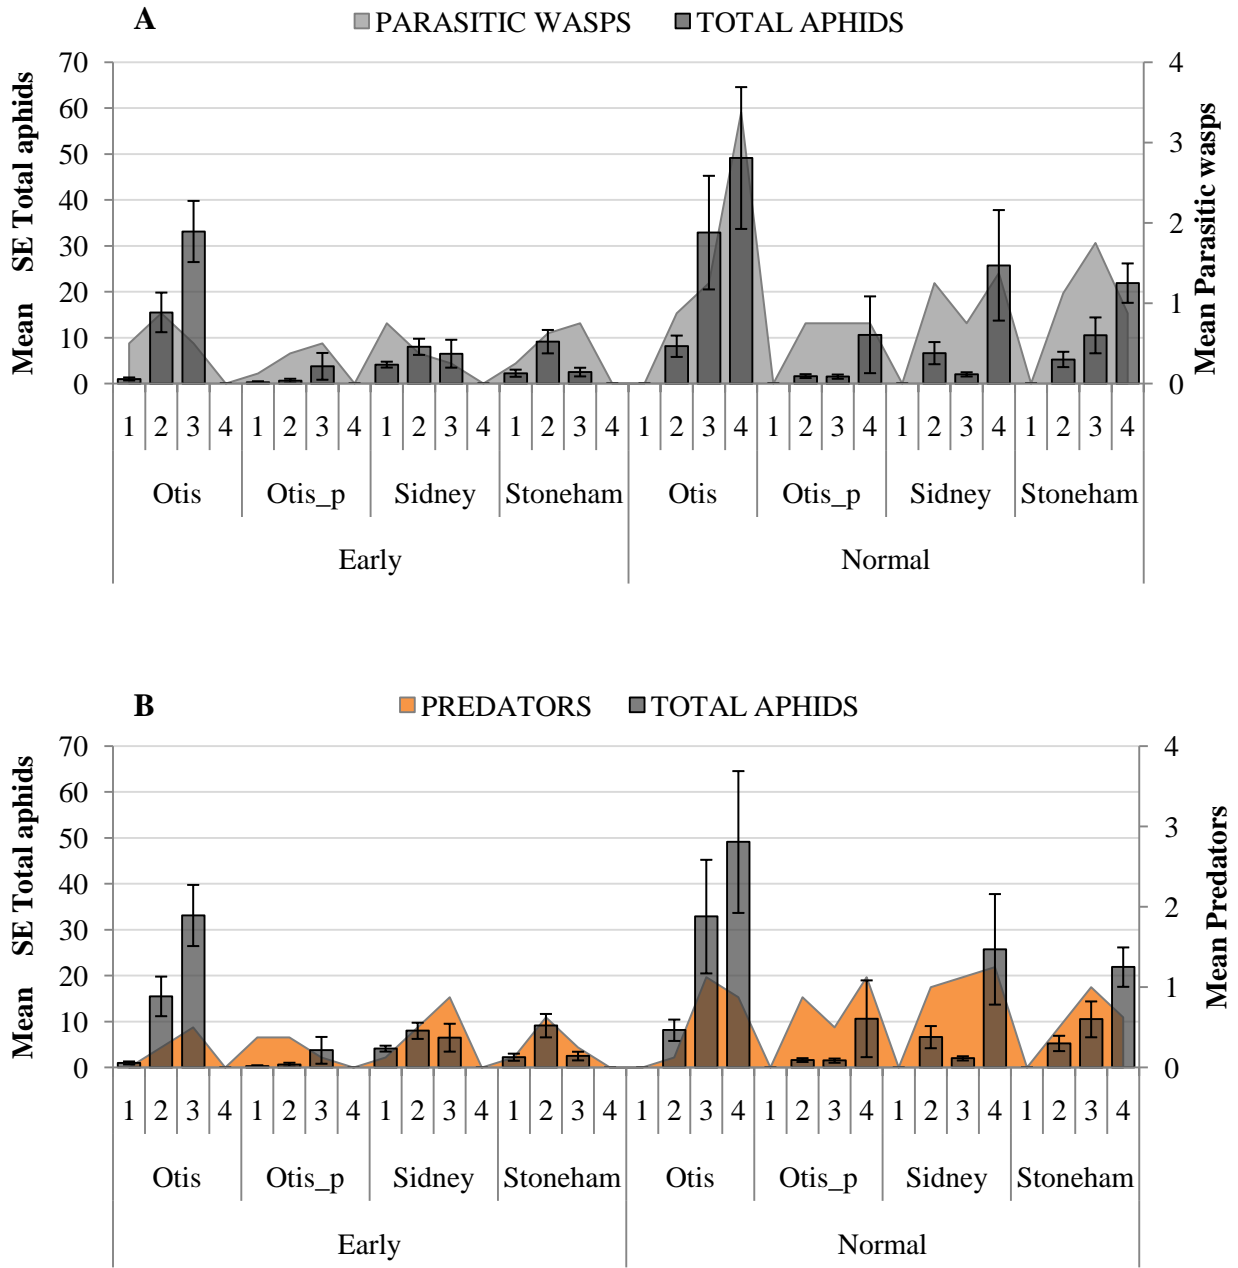 A
PARASITIC WASPS TOTAL APHIDS
Mean SE Total aphids
70
60
50
40
30
20
10
0
4
3
2
1
0
Mean Parasitic wasps
1 2 3 4 1 2 3 4 1 2 3 4 1 2 3 4 1 2 3 4 1 2 3 4 1 2 3 4 1 2 3 4
Otis Otis_p Sidney Stoneham Otis Otis_p Sidney Stoneham
Early Normal
B
PREDATORS TOTAL APHIDS
Mean SE Total aphids
70
60
50
40
30
20
10
0
4
3
2
1
0
Mean Predators
1 2 3 4 1 2 3 4 1 2 3 4 1 2 3 4 1 2 3 4 1 2 3 4 1 2 3 4 1 2 3 4
Otis Otis_p Sidney Stoneham Otis Otis_p Sidney Stoneham
Early Normal